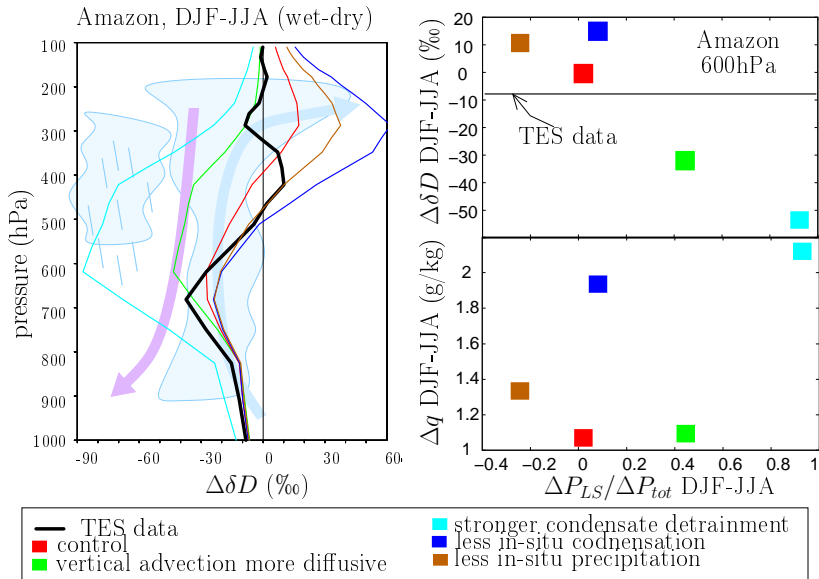 Amazon, DJF-JJA (wet-dry)
100
200
300
400
500
600
700
800
900
1000
pressure (hPa)
-90
-60
-30
0
30
60
ΔδD (‰)
20
10
0
−10
−20
−30
−40
−50
ΔδD DJF-JJA (‰)
Amazon
600hPa
TES data
2
1.8
1.6
1.4
1.2
1
Δq DJF-JJA (g/kg)
−0.4
−0.2
0
0.2
0.4
0.6
0.8
1
ΔP_LS/ΔP_tot DJF-JJA
TES data
control
vertical advection more diffusive
stronger condensate detrainment
less in-situ codnensation
less in-situ precipitation